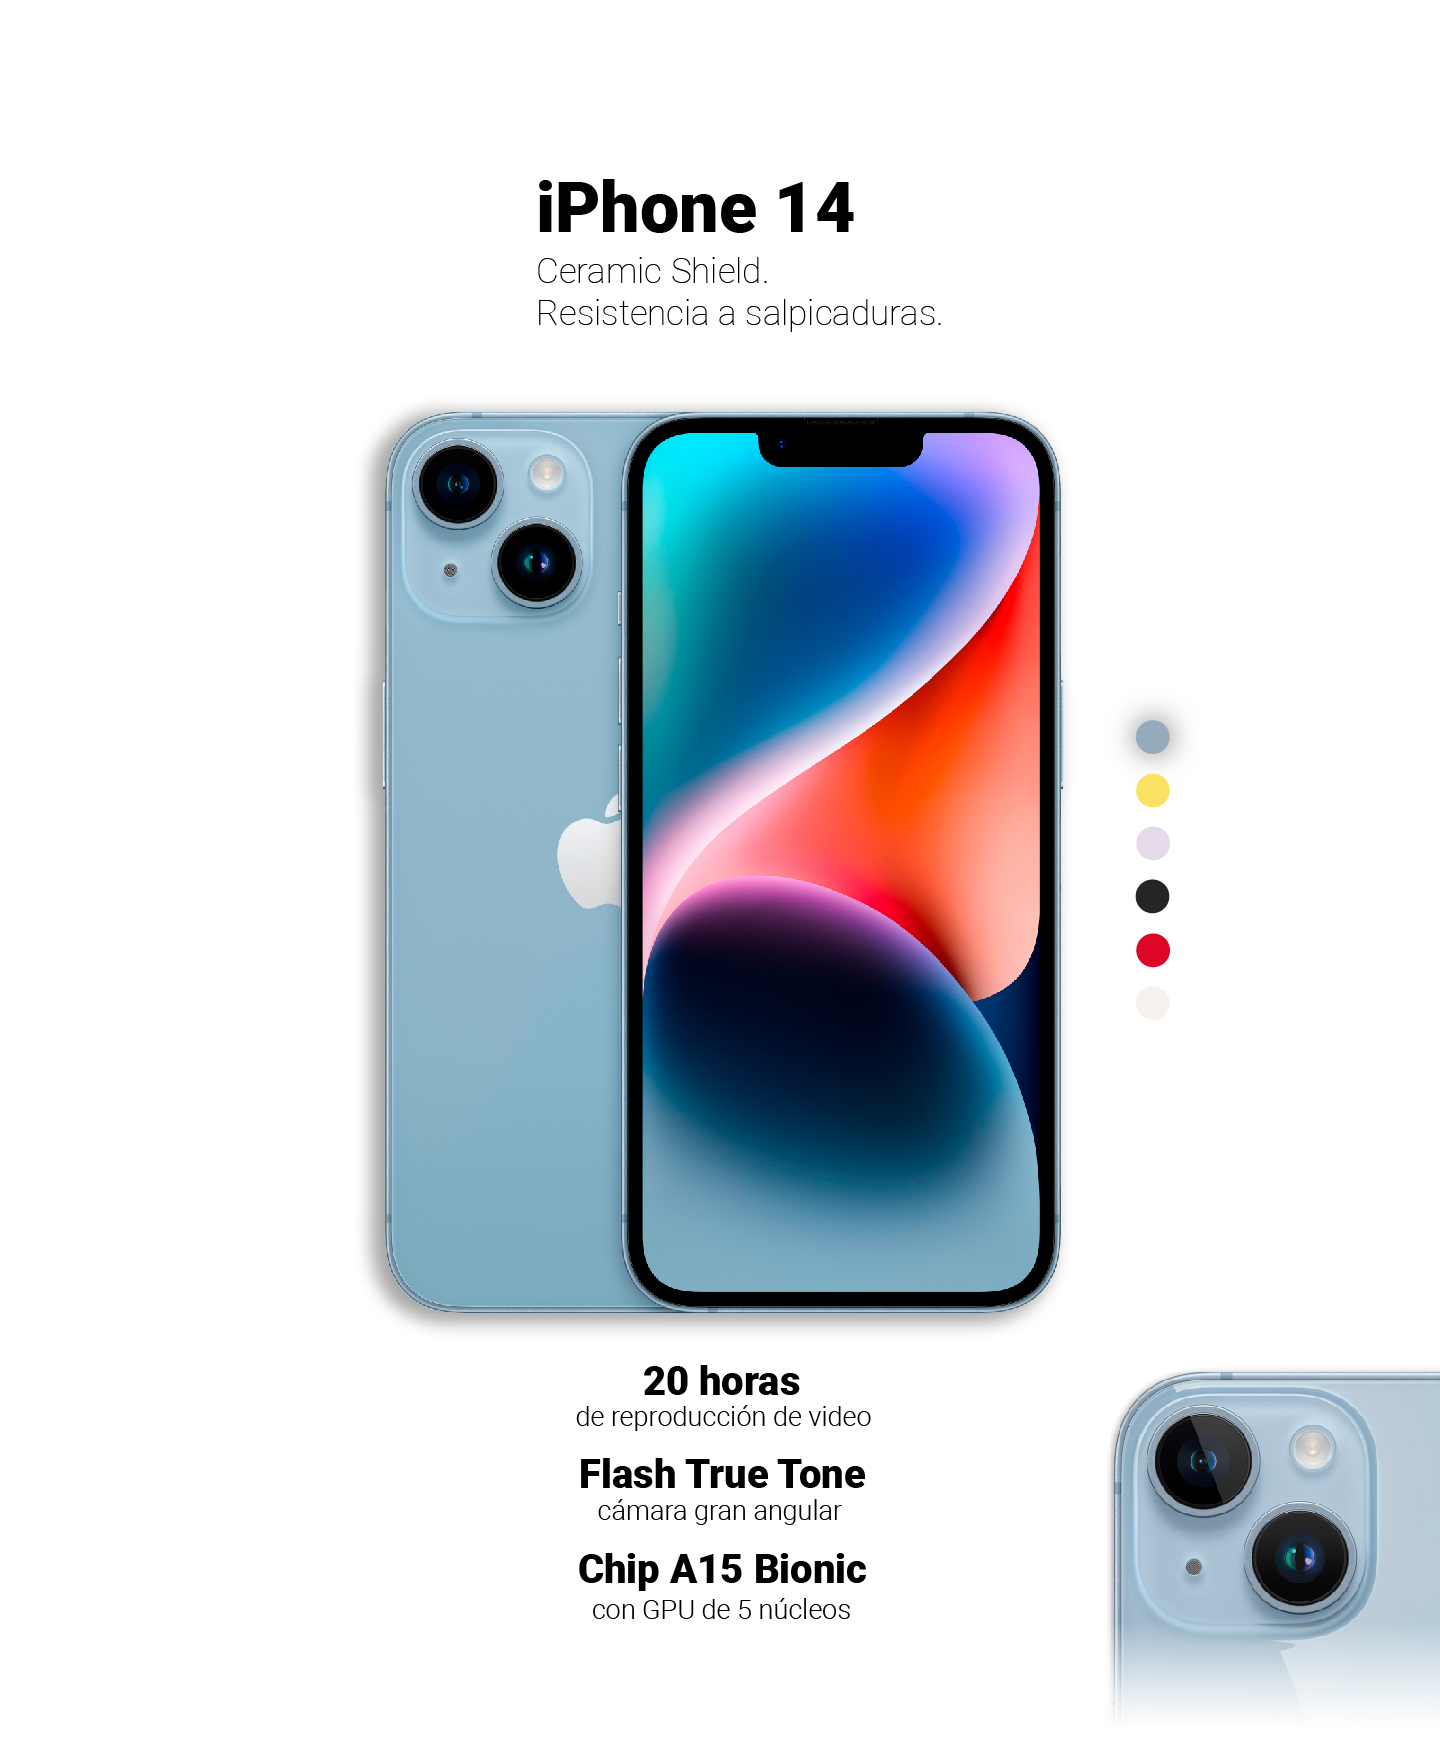 iPhone 14
Ceramic Shield.
Resistencia a salpicaduras.
20 horas
de reproducción de video
Flash True Tone
cámara gran angular
Chip A15 Bionic
con GPU de 5 núcleos